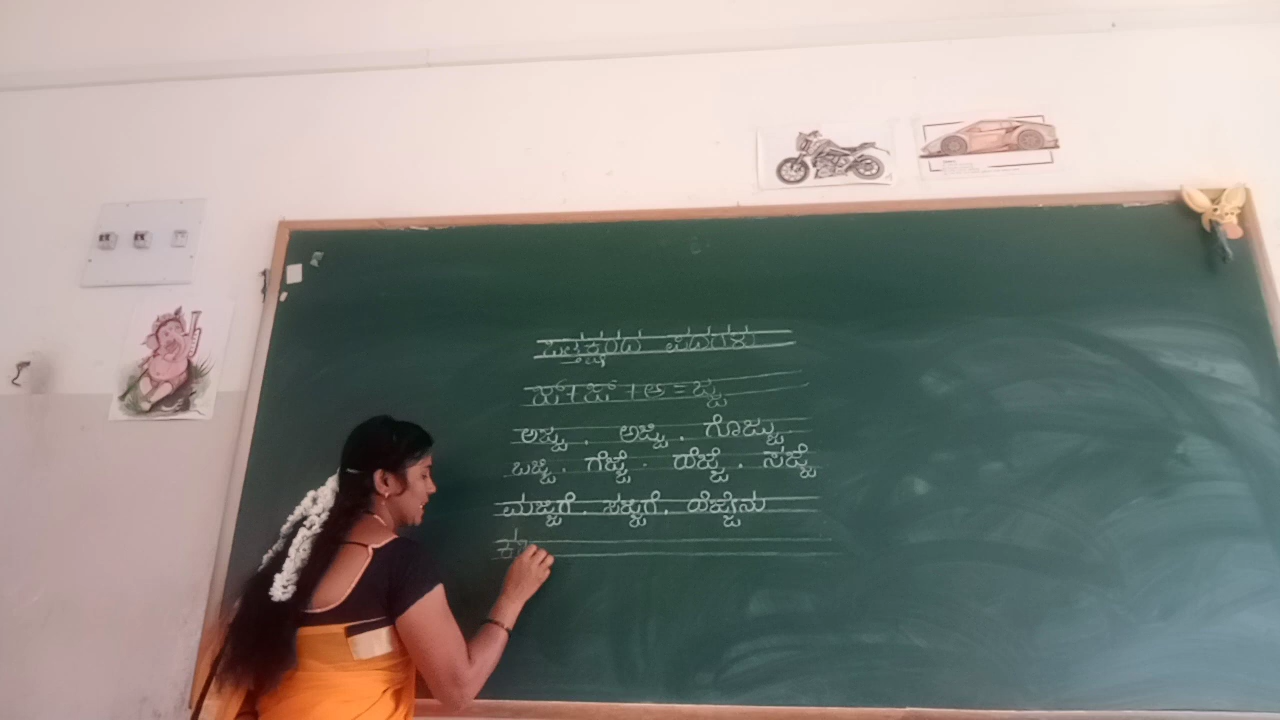 ಒತ್ತಕ್ಷರದ ಪದಗಳು
ಜ್+ಜ್+ಅ=ಜ್ಜ
ಅಜ್ಜ, ಅಜ್ಜಿ, ಗೊಜ್ಜು
ಬಜ್ಜಿ, ಗೆಜ್ಜೆ, ಹೆಜ್ಜೆ, ಸಜ್ಜೆ
ಮಜ್ಜಿಗೆ, ಸಜ್ಜಿಗೆ, ಹೆಜ್ಜೇನು